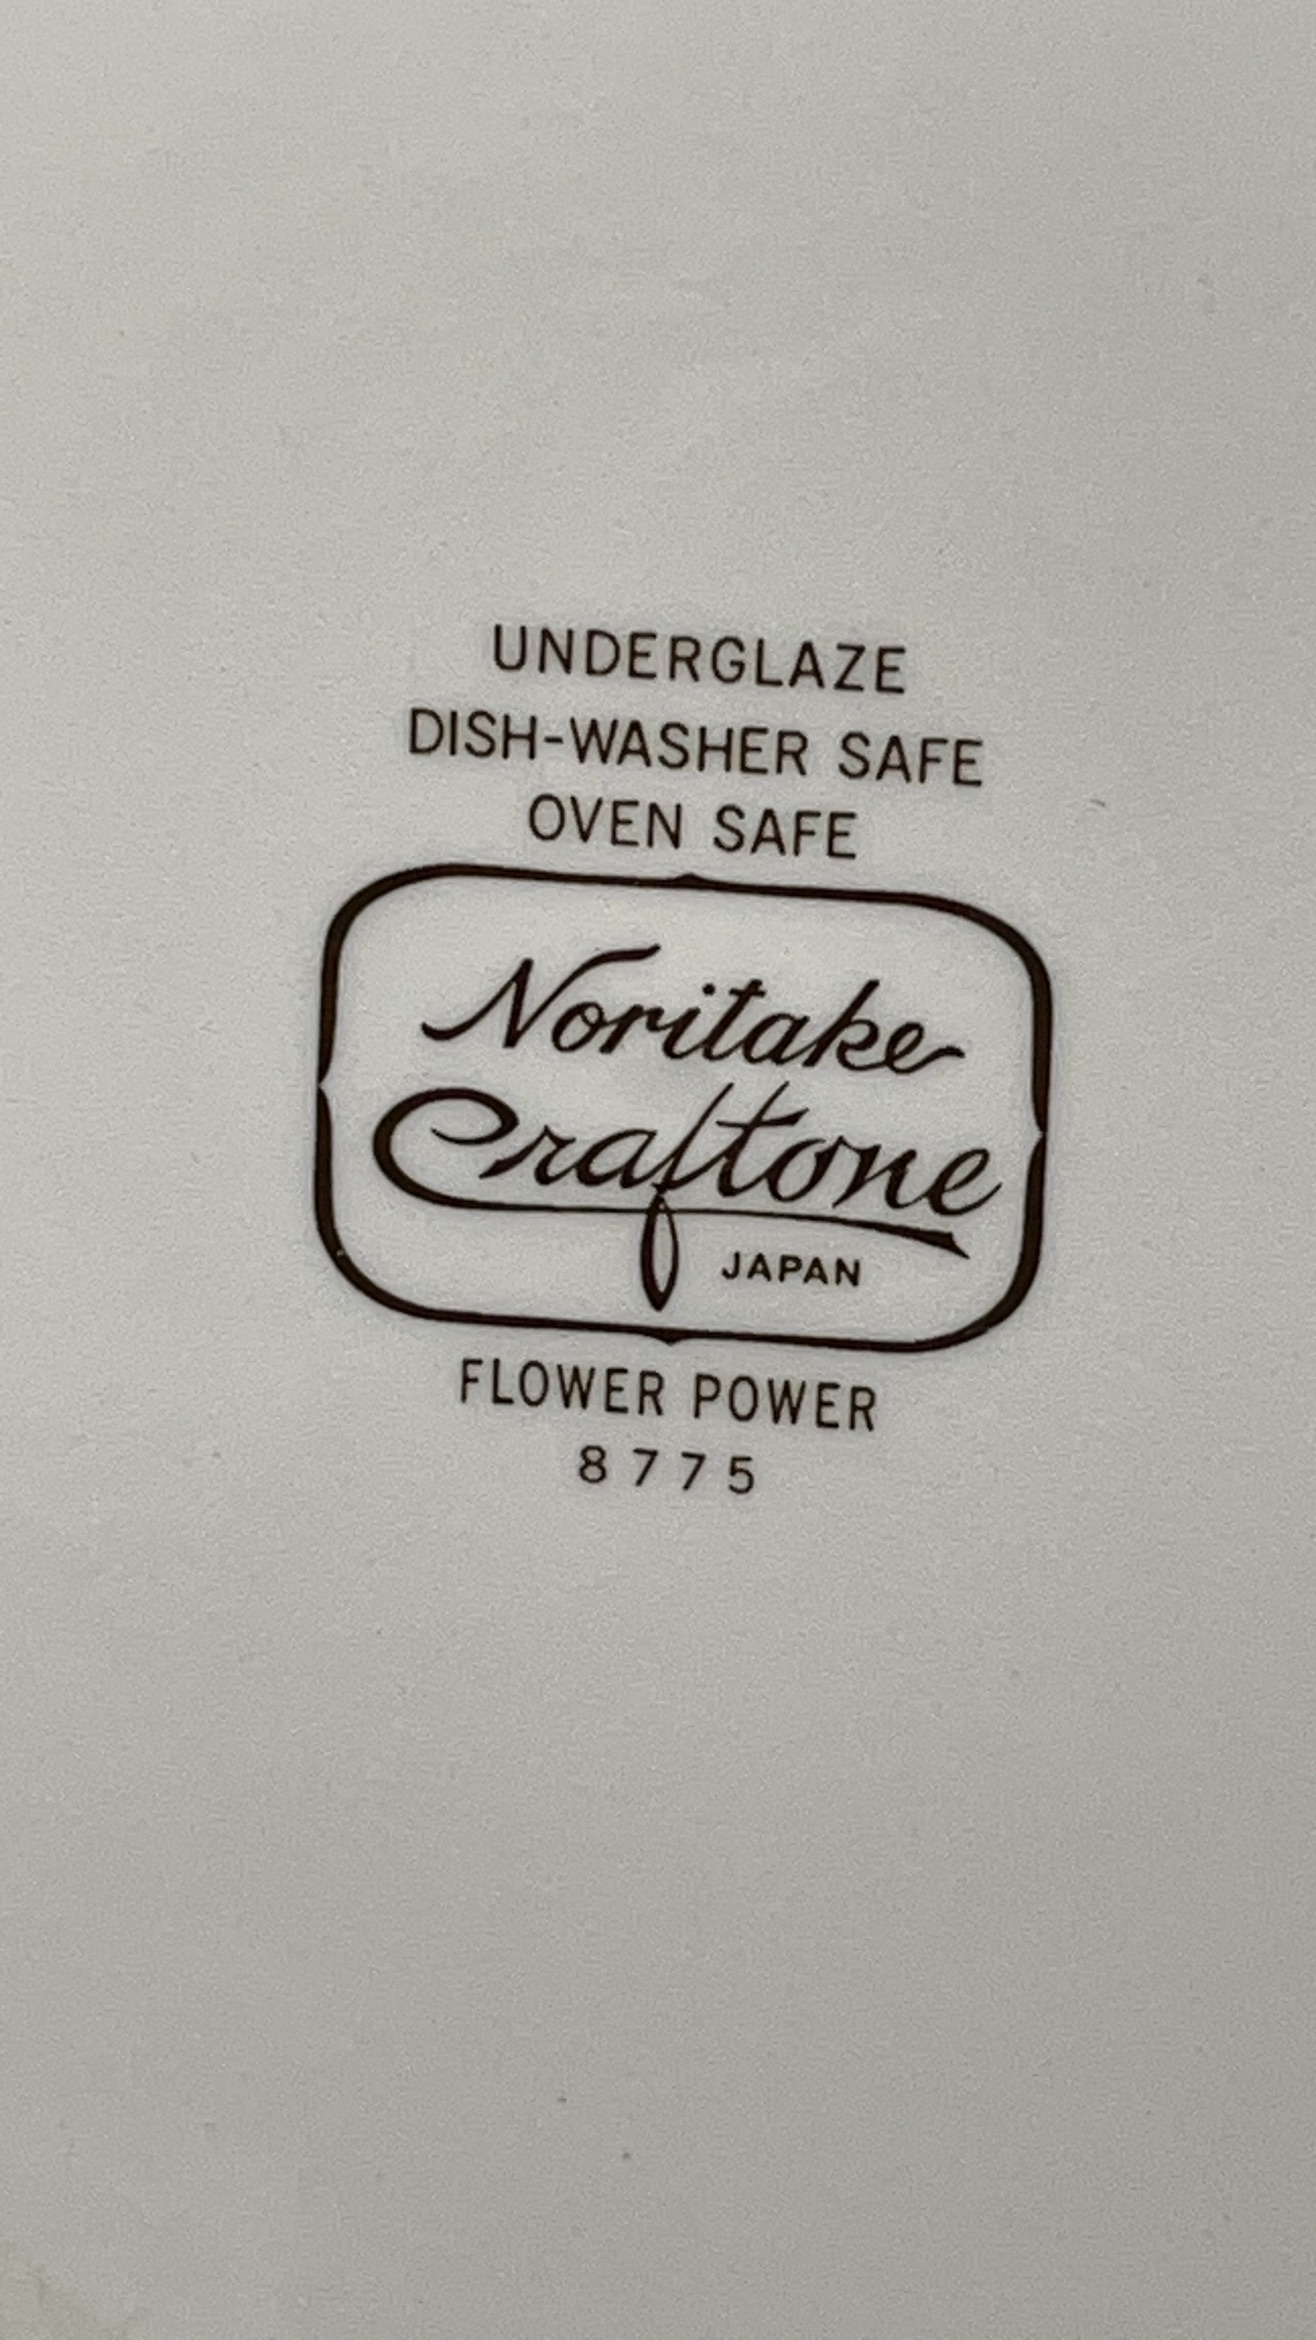 UNDERGLAZE
DISH-WASHER SAFE
OVEN SAFE
Noritake
Craftone
JAPAN
FLOWER POWER
8775